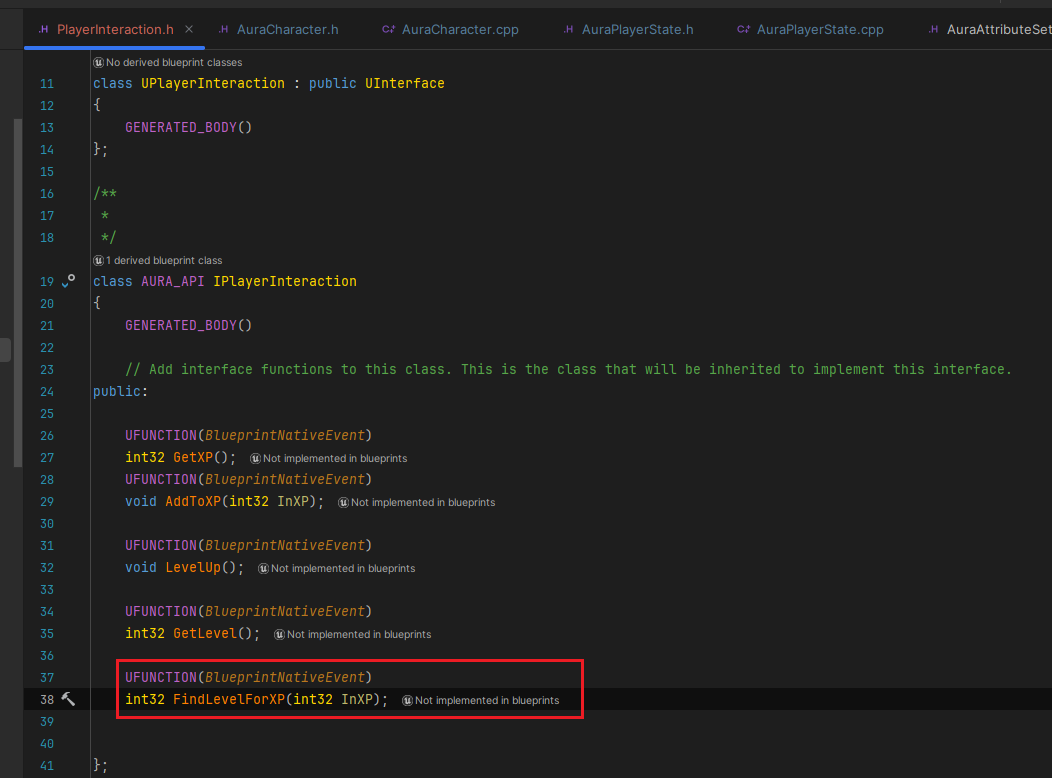 PlayerInteraction.h AuraCharacter.h AuraCharacter.cpp AuraPlayerState.h AuraPlayerState.cpp AuraAttributeSet
No derived blueprint classes
11 class UPlayerInteraction : public UInterface
12 {
13 GENERATED_BODY()
14 };
15
16 /**
17 *
18 */
1 derived blueprint class
19 class AURA_API IPlayerInteraction
20 {
21 GENERATED_BODY()
22
23 // Add interface functions to this class. This is the class that will be inherited to implement this interface.
24 public:
25
26 UFUNCTION(BlueprintNativeEvent)
27 int32 GetXP(); Not implemented in blueprints
28 UFUNCTION(BlueprintNativeEvent)
29 void AddToXP(int32 InXP); Not implemented in blueprints
30
31 UFUNCTION(BlueprintNativeEvent)
32 void LevelUp(); Not implemented in blueprints
33
34 UFUNCTION(BlueprintNativeEvent)
35 int32 GetLevel(); Not implemented in blueprints
36
37 UFUNCTION(BlueprintNativeEvent)
38 int32 FindLevelForXP(int32 InXP); Not implemented in blueprints
39
40
41 };